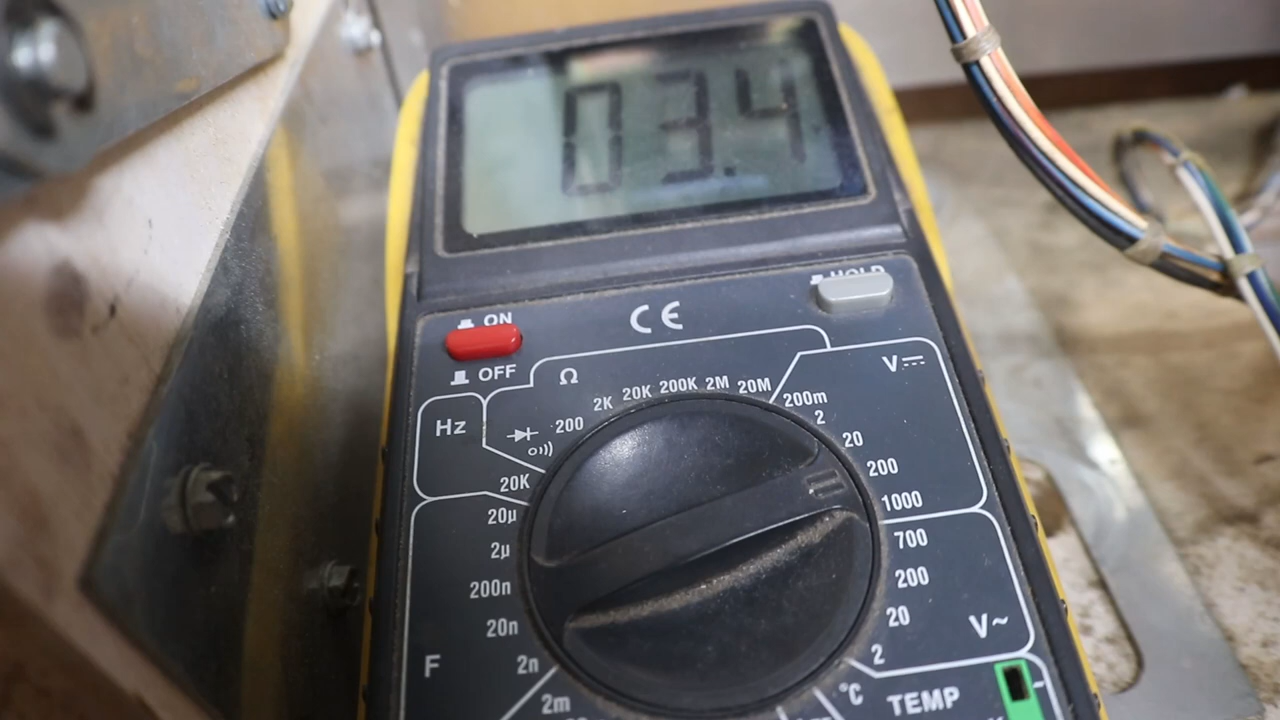 03.4
HOLD
ON
CE
OFF
Ω
V⎓
Hz
200
2K
20K
200K
2M
20M
200m
2
20
200
1000
20K
20µ
2µ
200n
20n
2n
2m
F
700
200
20
2
V~
°C
TEMP